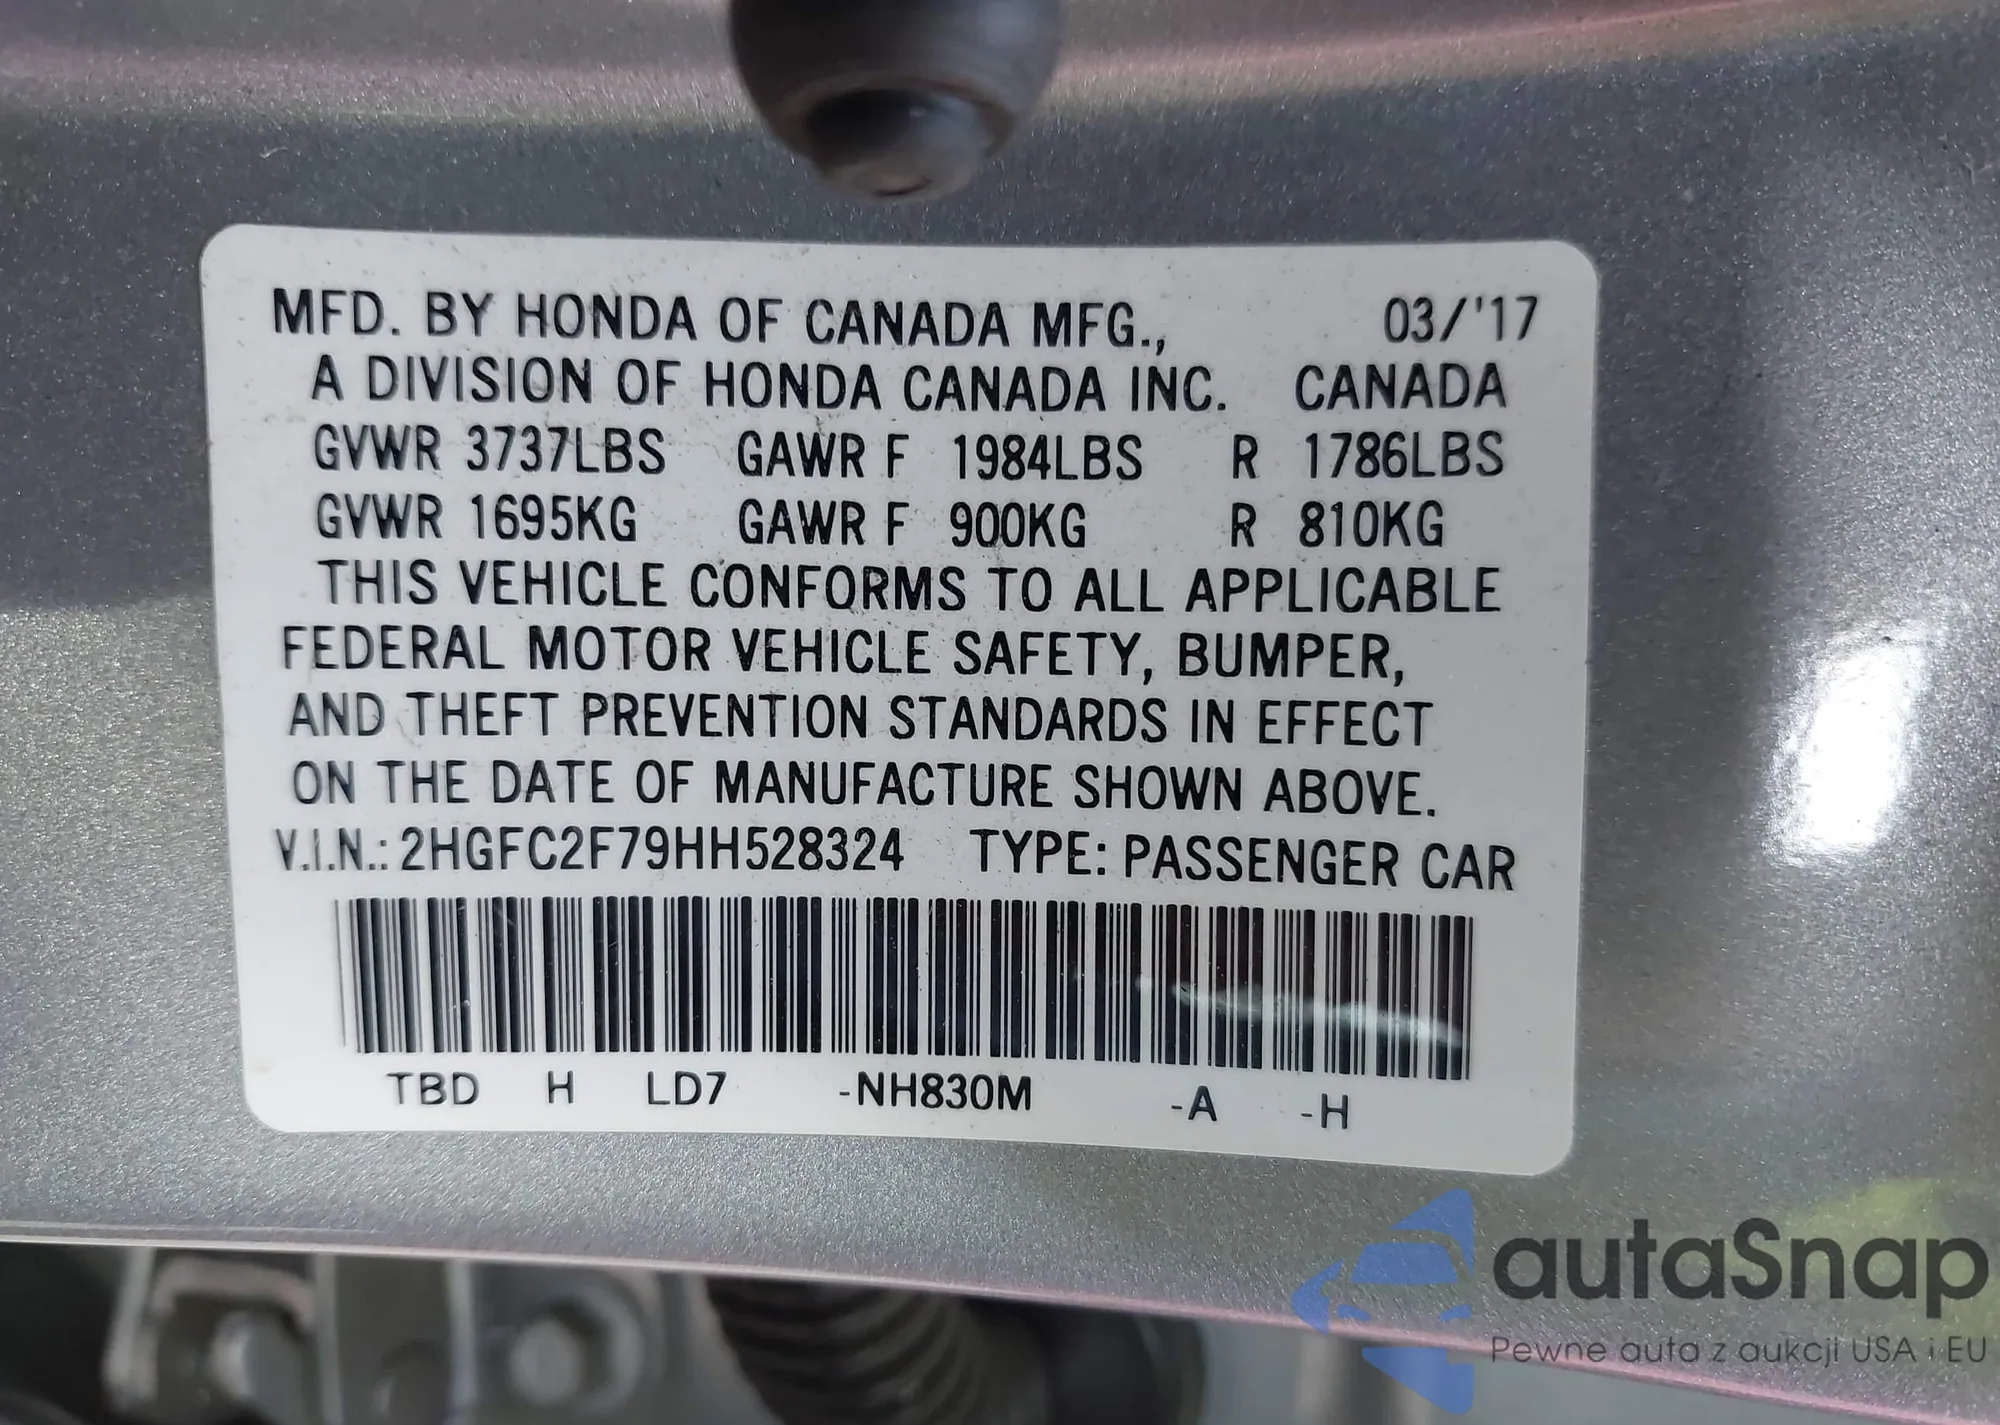 MFD. BY HONDA OF CANADA MFG., 03/'17
A DIVISION OF HONDA CANADA INC. CANADA
GVWR 3737LBS GAWR F 1984LBS R 1786LBS
GVWR 1695KG GAWR F 900KG R 810KG
THIS VEHICLE CONFORMS TO ALL APPLICABLE
FEDERAL MOTOR VEHICLE SAFETY, BUMPER,
AND THEFT PREVENTION STANDARDS IN EFFECT
ON THE DATE OF MANUFACTURE SHOWN ABOVE.
V.I.N.: 2HGFC2F79HH528324 TYPE: PASSENGER CAR
TBD H LD7 -NH830M -A -H
autaSnap
Pewne auta z aukcji USA i EU